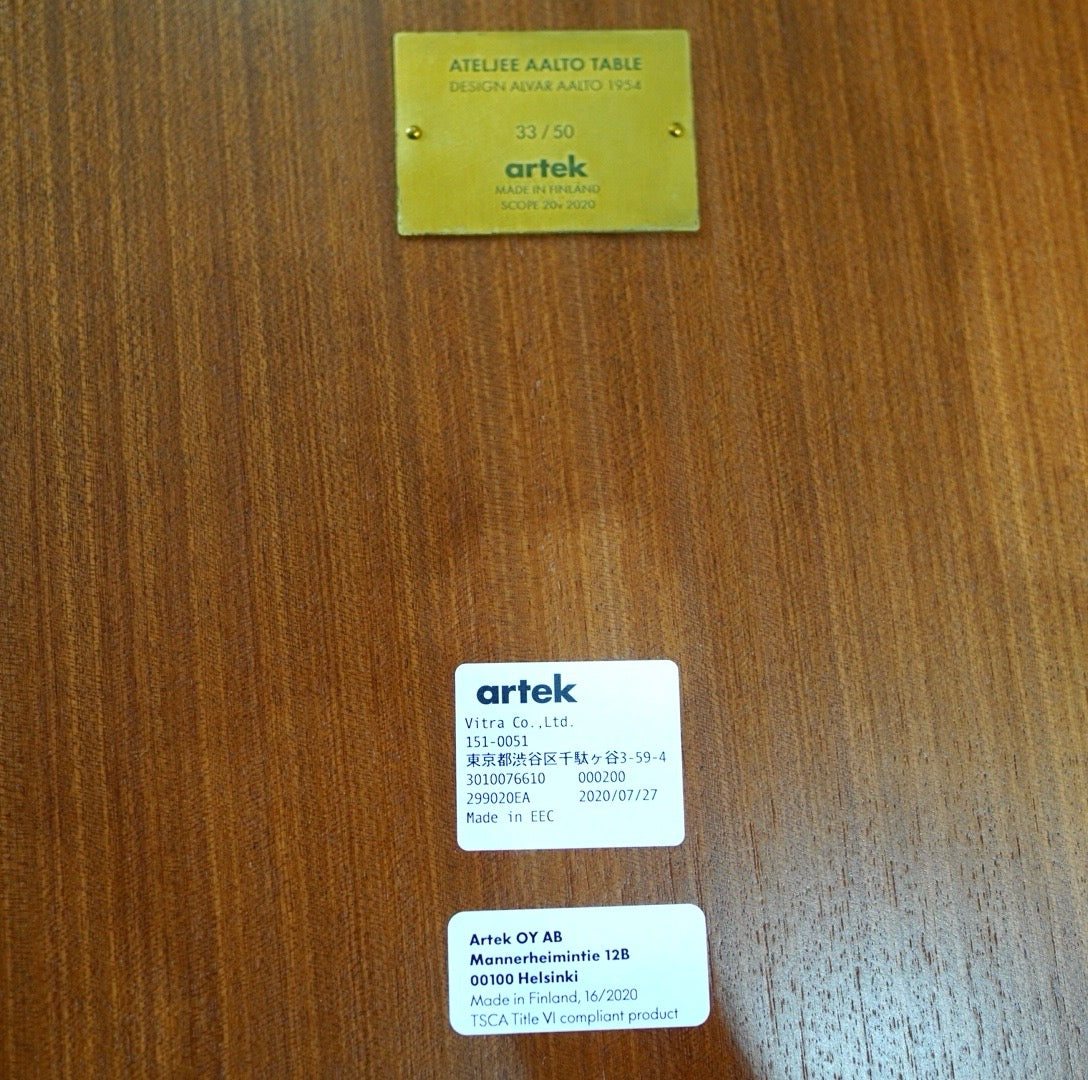 ATELJEE AALTO TABLE
DESIGN ALVAR AALTO 1954
33 / 50
artek
MADE IN FINLAND
SCOPE 20v 2020
artek
Vitra Co.,Ltd.
151-0051
東京都渋谷区千駄ヶ谷3-59-4
3010076610 000200
299020EA 2020/07/27
Made in EEC
Artek OY AB
Mannerheimintie 12B
00100 Helsinki
Made in Finland, 16/2020
TSCA Title VI compliant product